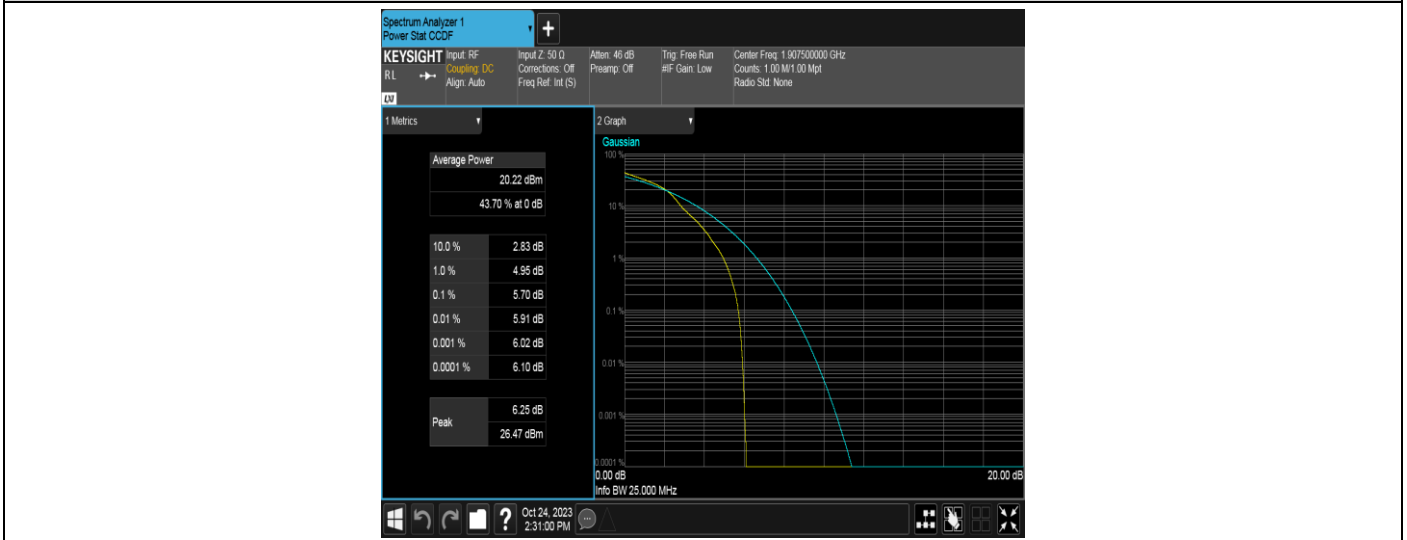 Spectrum Analyzer 1
Power Stat CCDF
+
KEYSIGHT
RL
LXI
Input: RF
Coupling: DC
Align: Auto
Input Z: 50 Ω
Corrections: Off
Freq Ref: Int (S)
Atten: 46 dB
Preamp: Off
Trig: Free Run
#IF Gain: Low
Center Freq: 1.907500000 GHz
Counts: 1.00 M/1.00 Mpt
Radio Std: None
1 Metrics
Average Power
20.22 dBm
43.70 % at 0 dB
10.0 % 2.83 dB
1.0 % 4.95 dB
0.1 % 5.70 dB
0.01 % 5.91 dB
0.001 % 6.02 dB
0.0001 % 6.10 dB
Peak
6.25 dB
26.47 dBm
2 Graph
Gaussian
100 %
10 %
1 %
0.1 %
0.01 %
0.001 %
0.0001 %
0.00 dB
20.00 dB
Info BW 25.000 MHz
?
Oct 24, 2023
2:31:00 PM